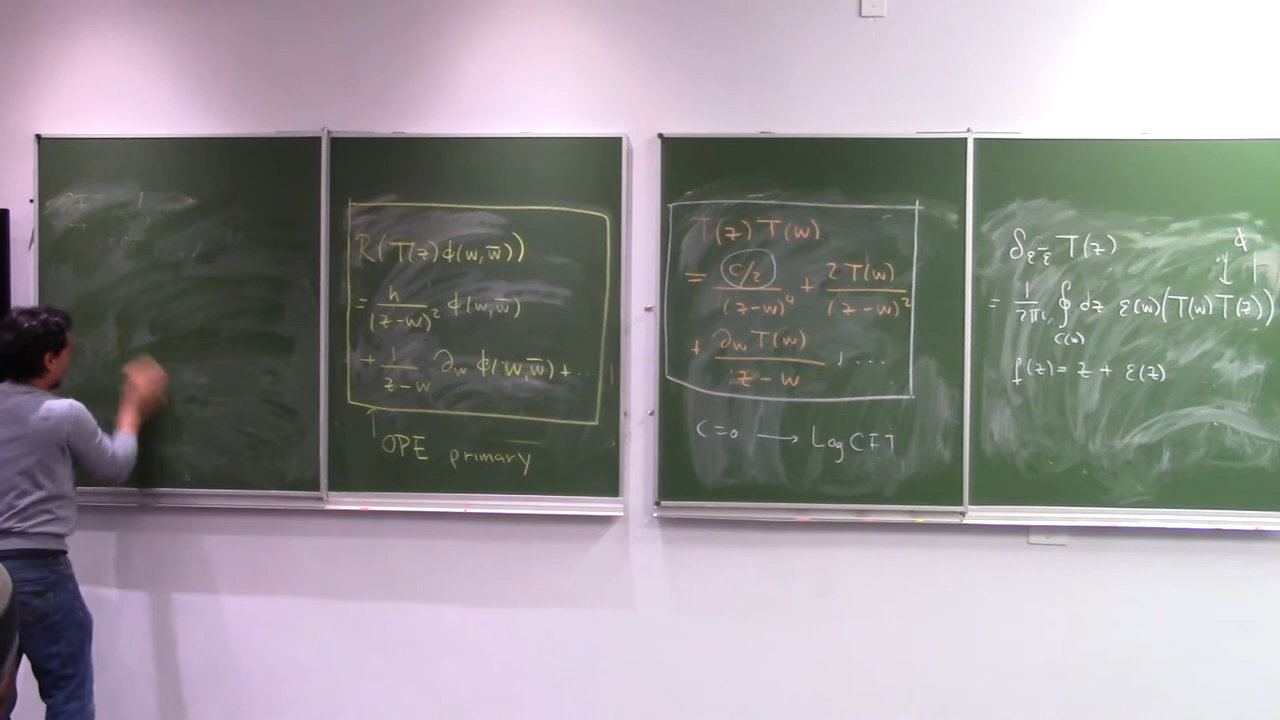 R(T(z)ϕ(w,w̅))
= h/(z-w)² ϕ(w,w̅)
+ 1/(z-w) ∂_w ϕ(w,w̅) + ...
OPE primary
T(z)T(w)
= (c/2)/(z-w)⁴ + 2T(w)/(z-w)²
+ ∂_w T(w)/(z-w) + ....
C=0 → Log CFT
δ_{ε ε̅} T(z)
ϕ
= 1/2πi ∮_{C(w)} dz ε(w)(T(w)T(z))
f(z) = z + ε(z)